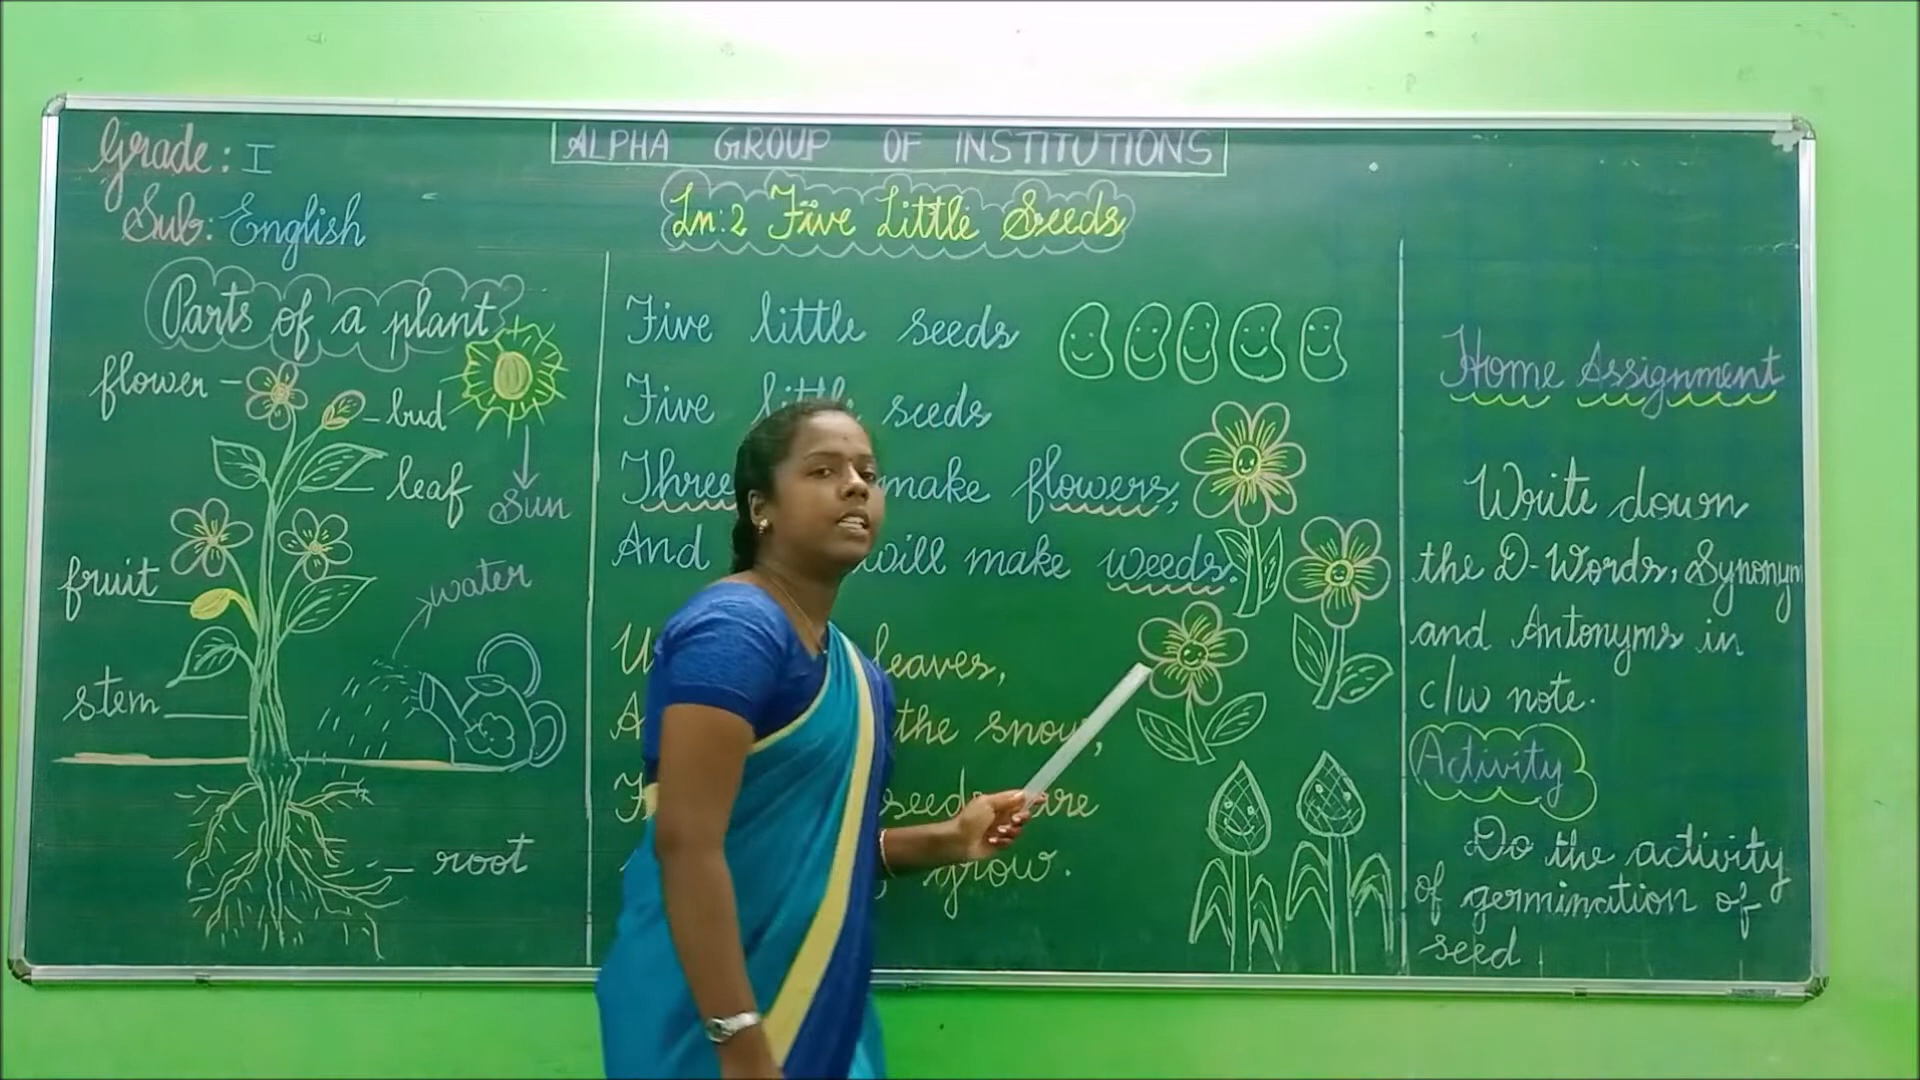 Grade: I
Sub: English
ALPHA GROUP OF INSTITUTIONS
Ln:2 Five Little Seeds
Parts of a plant
flower
bud
leaf
Sun
fruit
water
stem
root
Five little seeds
Five little seeds
Three make flowers,
And will make weeds.
leaves,
the snow,
seeds are
grow.
Home Assignment
Write down
the D-Words, Synonym
and Antonyms in
c/w note.
Activity
Do the activity
of germination of
seed.